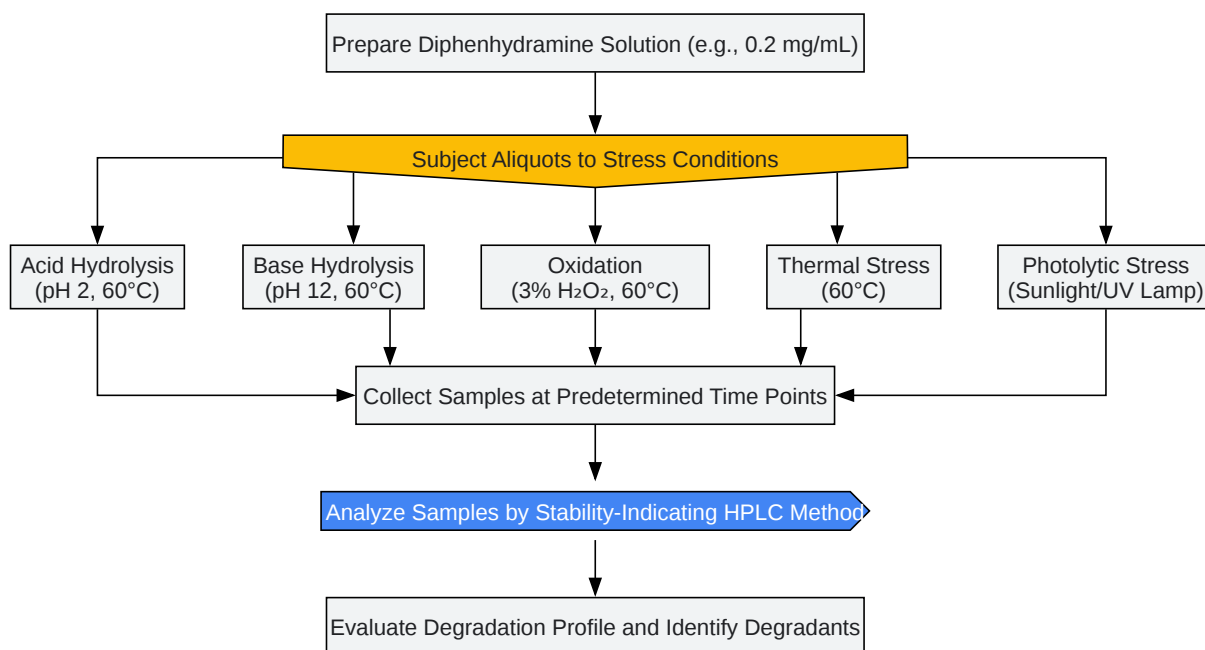 Prepare Diphenhydramine Solution (e.g., 0.2 mg/mL)
Subject Aliquots to Stress Conditions
Acid Hydrolysis
(pH 2, 60°C)
Base Hydrolysis
(pH 12, 60°C)
Oxidation
(3% H₂O₂, 60°C)
Thermal Stress
(60°C)
Photolytic Stress
(Sunlight/UV Lamp)
Collect Samples at Predetermined Time Points
Analyze Samples by Stability-Indicating HPLC Method
Evaluate Degradation Profile and Identify Degradants